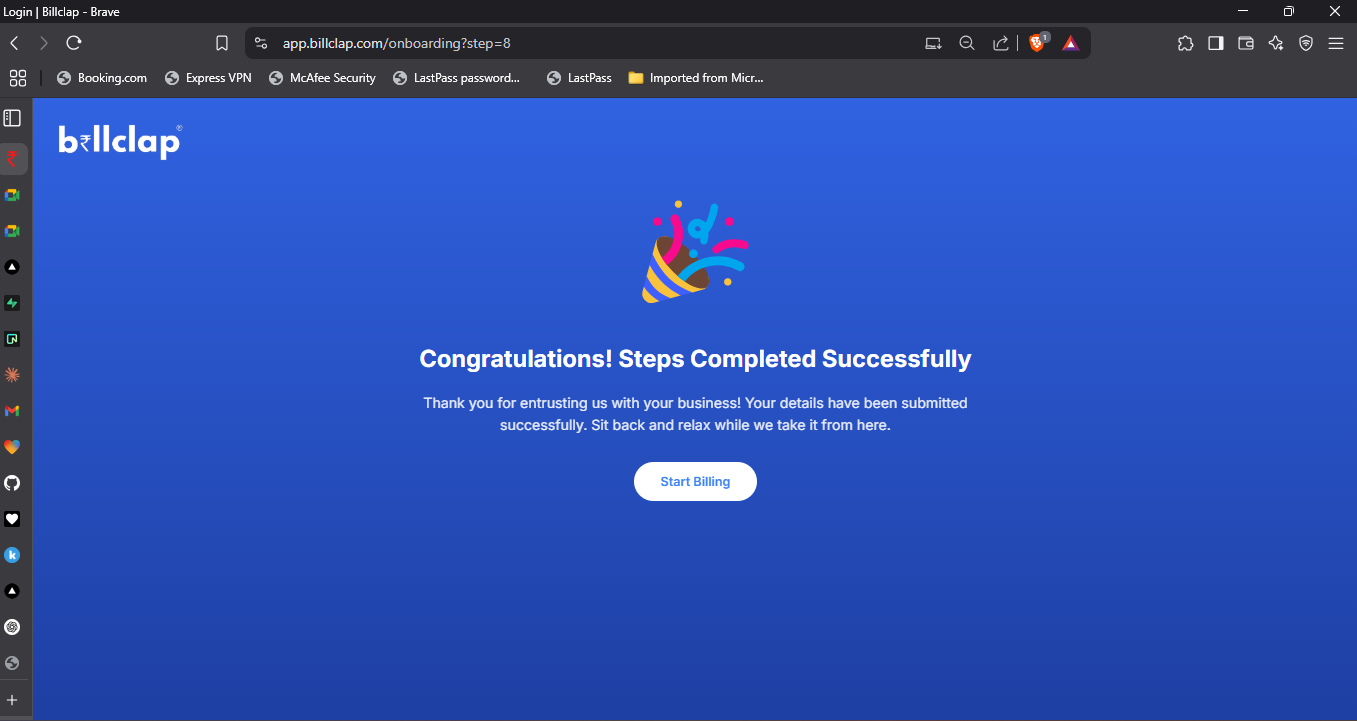 Login | Billclap - Brave
app.billclap.com/onboarding?step=8
1
Booking.com
Express VPN
McAfee Security
LastPass password...
LastPass
Imported from Micr...
b₹llclap®
Congratulations! Steps Completed Successfully
Thank you for entrusting us with your business! Your details have been submitted
successfully. Sit back and relax while we take it from here.
Start Billing